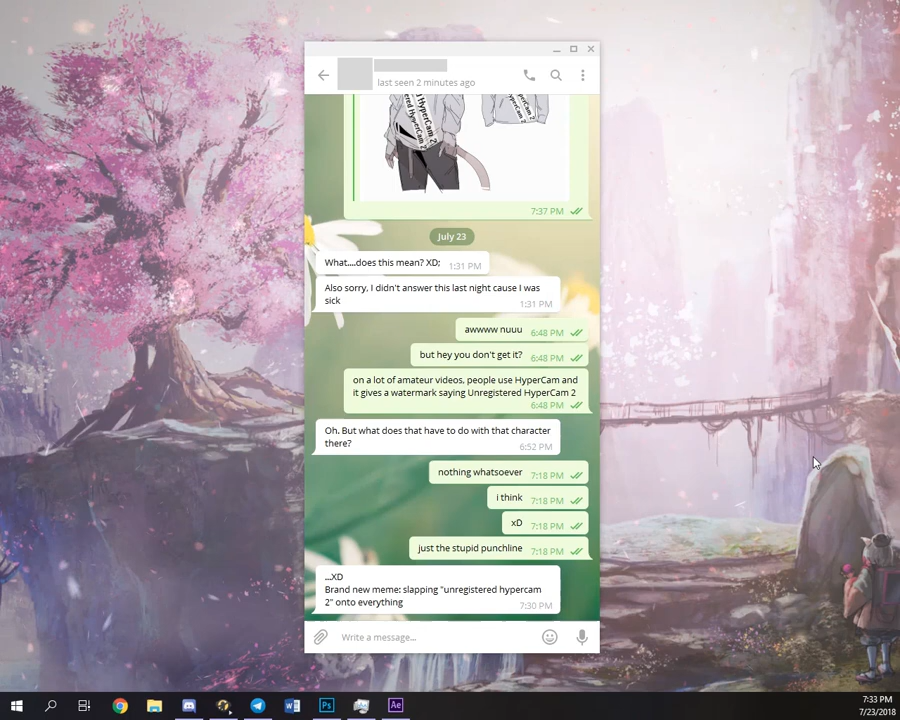 last seen 2 minutes ago
HyperCam 2
HyperCam 2
7:37 PM
July 23
What....does this mean? XD;
1:31 PM
Also sorry, I didn't answer this last night cause I was
sick
1:31 PM
awwww nuuu
6:48 PM
but hey you don't get it?
6:48 PM
on a lot of amateur videos, people use HyperCam and
it gives a watermark saying Unregistered HyperCam 2
6:48 PM
Oh. But what does that have to do with that character
there?
6:52 PM
nothing whatsoever
7:18 PM
i think
7:18 PM
xD
7:18 PM
just the stupid punchline
7:18 PM
...XD
Brand new meme: slapping "unregistered hypercam
2" onto everything
7:30 PM
Write a message...
W
Ps
Ae
7:33 PM
7/23/2018